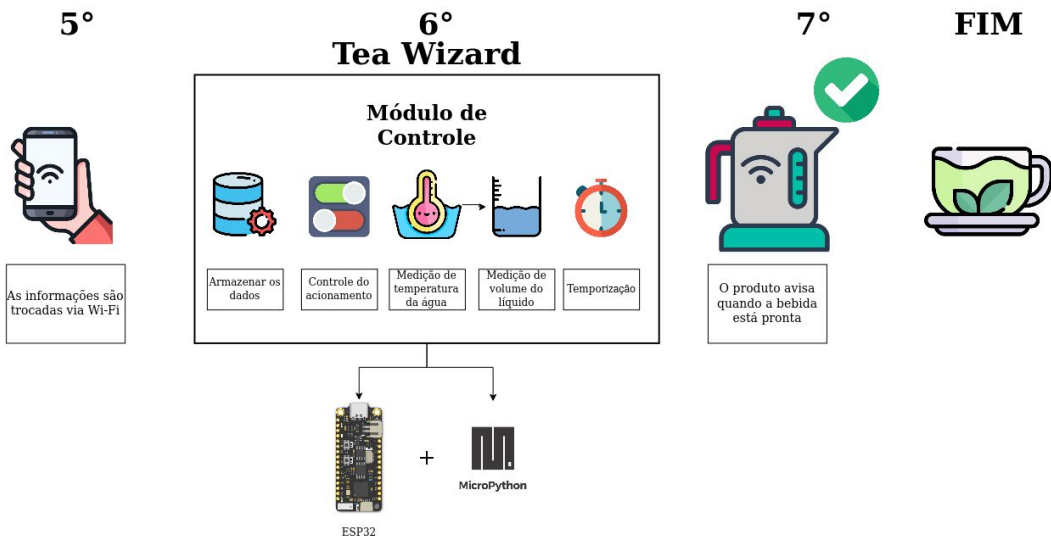 5°
6°
Tea Wizard
7°
FIM
Módulo de
Controle
As informações são
trocadas via Wi-Fi
Armazenar os
dados
Controle do
acionamento
Medição de
temperatura
da água
Medição de
volume do
líquido
Temporização
O produto avisa
quando a bebida
está pronta
+
MicroPython
ESP32